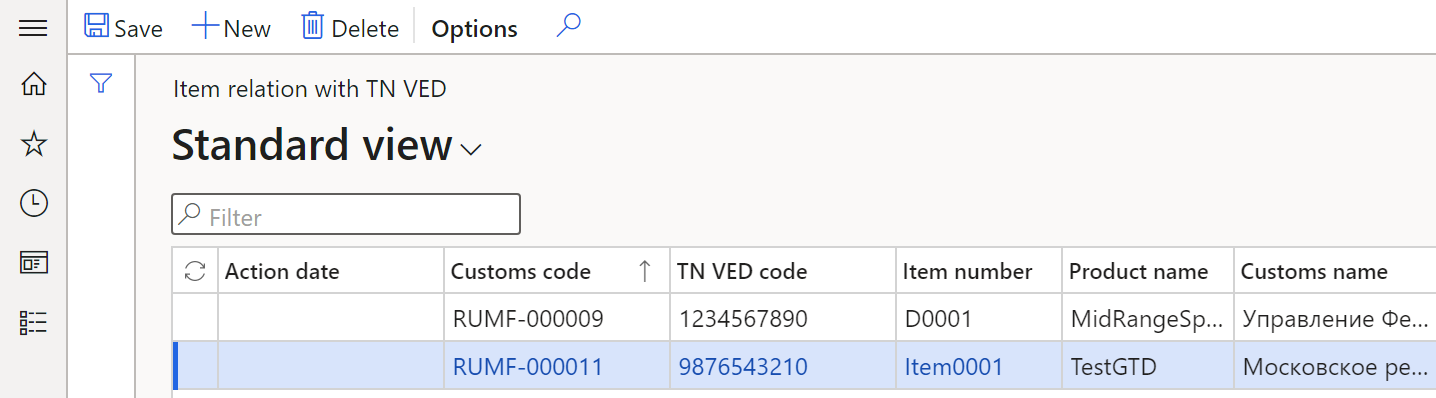 Save New Delete Options
Item relation with TN VED
Standard view
Filter
Action date Customs code TN VED code Item number Product name Customs name
RUMF-000009 1234567890 D0001 MidRangeSp... Управление Фе...
RUMF-000011 9876543210 Item0001 TestGTD Московское ре...